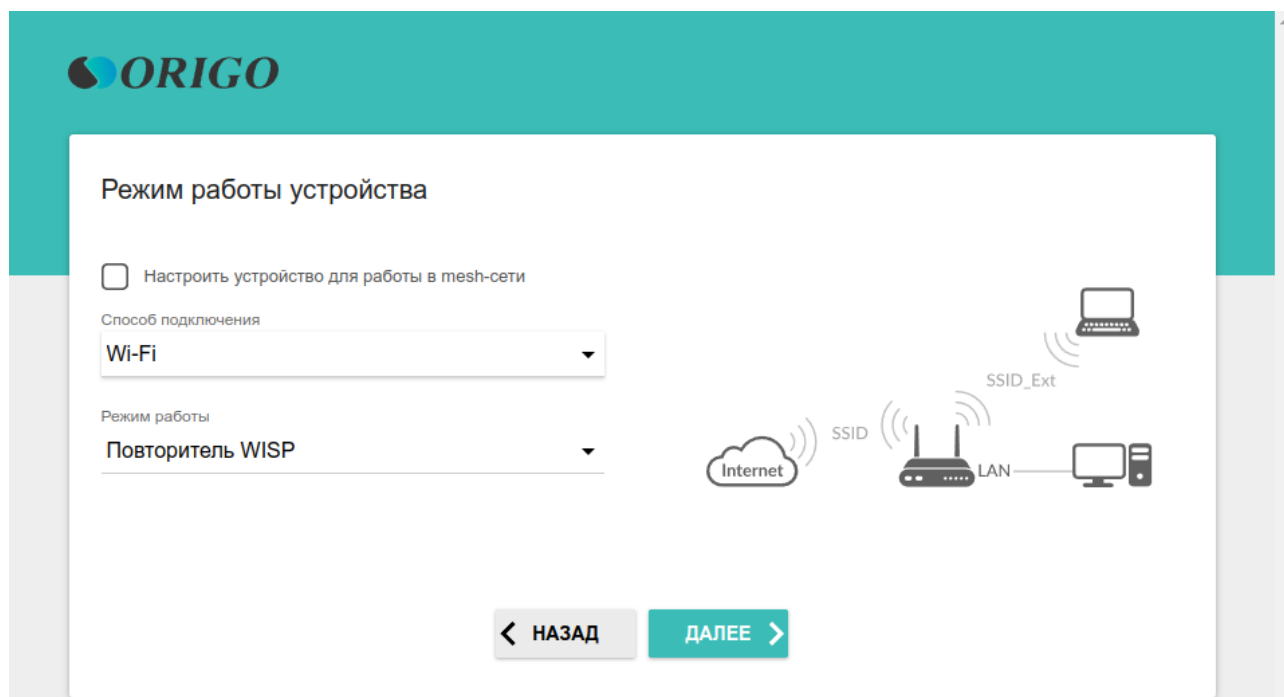 ORIGO
Режим работы устройства
Настроить устройство для работы в mesh-сети
Способ подключения
Wi-Fi
Режим работы
Повторитель WISP
SSID_Ext
SSID
Internet
LAN
НАЗАД
ДАЛЕЕ